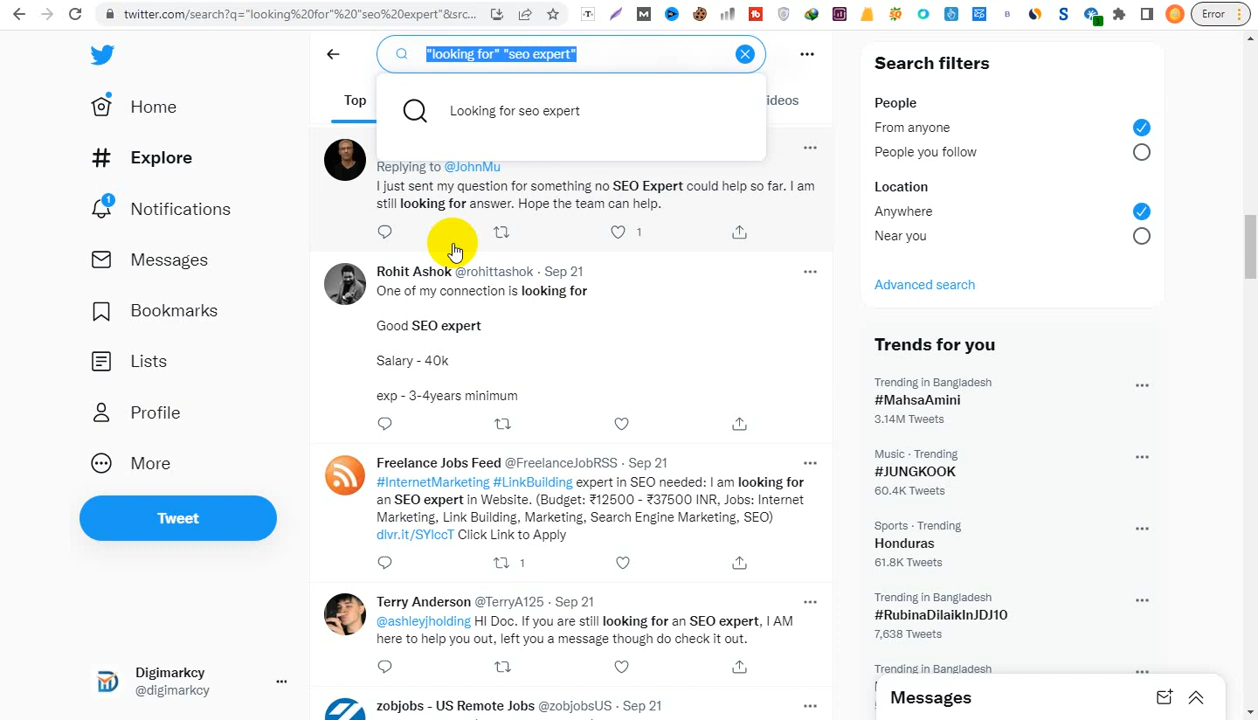 twitter.com/search?q="looking%20for"%20"seo%20expert"&src...
Error
"looking for" "seo expert"
Looking for seo expert
Top
ideos
Home
Explore
1
Notifications
Messages
Bookmarks
Lists
Profile
More
Tweet
Digimarkcy
@digimarkcy
Replying to @JohnMu
I just sent my question for something no SEO Expert could help so far. I am
still looking for answer. Hope the team can help.
1
Rohit Ashok @rohittashok · Sep 21
One of my connection is looking for
Good SEO expert
Salary - 40k
exp - 3-4years minimum
Freelance Jobs Feed @FreelanceJobRSS · Sep 21
#InternetMarketing #LinkBuilding expert in SEO needed: I am looking for
an SEO expert in Website. (Budget: ₹12500 - ₹37500 INR, Jobs: Internet
Marketing, Link Building, Marketing, Search Engine Marketing, SEO)
dlvr.it/SYlccT Click Link to Apply
1
Terry Anderson @TerryA125 · Sep 21
@ashleyjholding HI Doc. If you are still looking for an SEO expert, I AM
here to help you out, left you a message though do check it out.
zobjobs - US Remote Jobs @zobjobsUS · Sep 21
Search filters
People
From anyone
People you follow
Location
Anywhere
Near you
Advanced search
Trends for you
Trending in Bangladesh
#MahsaAmini
3.14M Tweets
Music · Trending
#JUNGKOOK
60.4K Tweets
Sports · Trending
Honduras
61.8K Tweets
Trending in Bangladesh
#RubinaDilaikInJDJ10
7,638 Tweets
Trending in Bangladesh
Messages